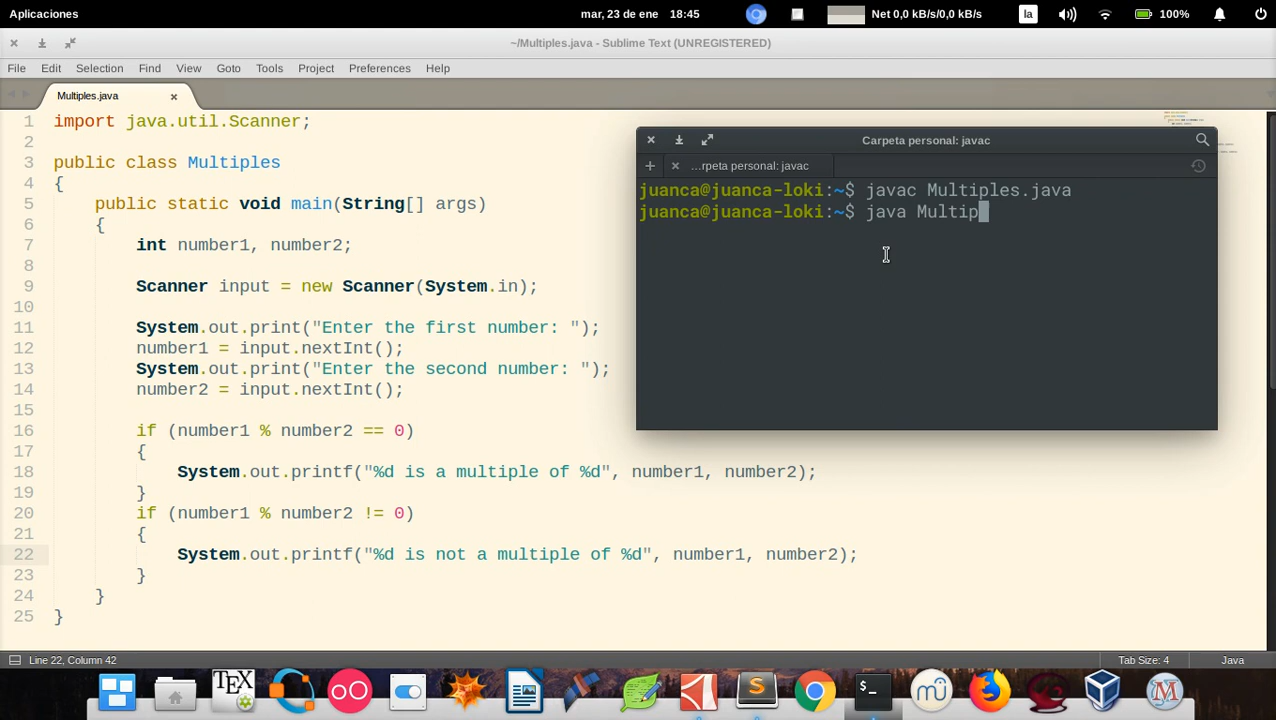 Aplicaciones
mar, 23 de ene 18:45
Net 0,0 kB/s/0,0 kB/s
la
100%
~/Multiples.java - Sublime Text (UNREGISTERED)
File Edit Selection Find View Goto Tools Project Preferences Help
Multiples.java
1 import java.util.Scanner;
2
3 public class Multiples
4 {
5 public static void main(String[] args)
6 {
7 int number1, number2;
8
9 Scanner input = new Scanner(System.in);
10
11 System.out.print("Enter the first number: ");
12 number1 = input.nextInt();
13 System.out.print("Enter the second number: ");
14 number2 = input.nextInt();
15
16 if (number1 % number2 == 0)
17 {
18 System.out.printf("%d is a multiple of %d", number1, number2);
19 }
20 if (number1 % number2 != 0)
21 {
22 System.out.printf("%d is not a multiple of %d", number1, number2);
23 }
24 }
25 }
Carpeta personal: javac
...rpeta personal: javac
juanca@juanca-loki:~$ javac Multiples.java
juanca@juanca-loki:~$ java Multip
Line 22, Column 42
Tab Size: 4
Java
TEX
S
>_
M